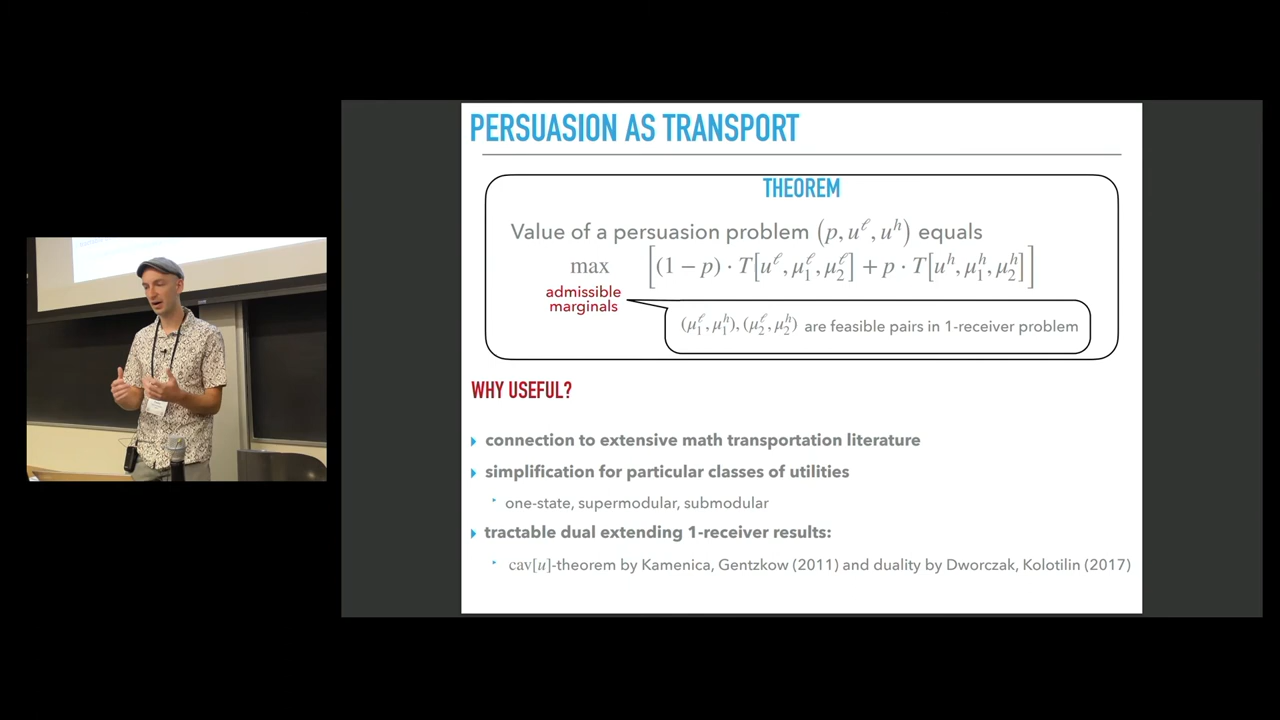 PERSUASION AS TRANSPORT
THEOREM
Value of a persuasion problem (p, u^ℓ, u^h) equals
max [(1 − p) · T[u^ℓ, μ_1^ℓ, μ_2^ℓ] + p · T[u^h, μ_1^h, μ_2^h]]
admissible
marginals
(μ_1^ℓ, μ_1^h), (μ_2^ℓ, μ_2^h) are feasible pairs in 1-receiver problem
WHY USEFUL?
connection to extensive math transportation literature
simplification for particular classes of utilities
one-state, supermodular, submodular
tractable dual extending 1-receiver results:
cav[u]-theorem by Kamenica, Gentzkow (2011) and duality by Dworczak, Kolotilin (2017)